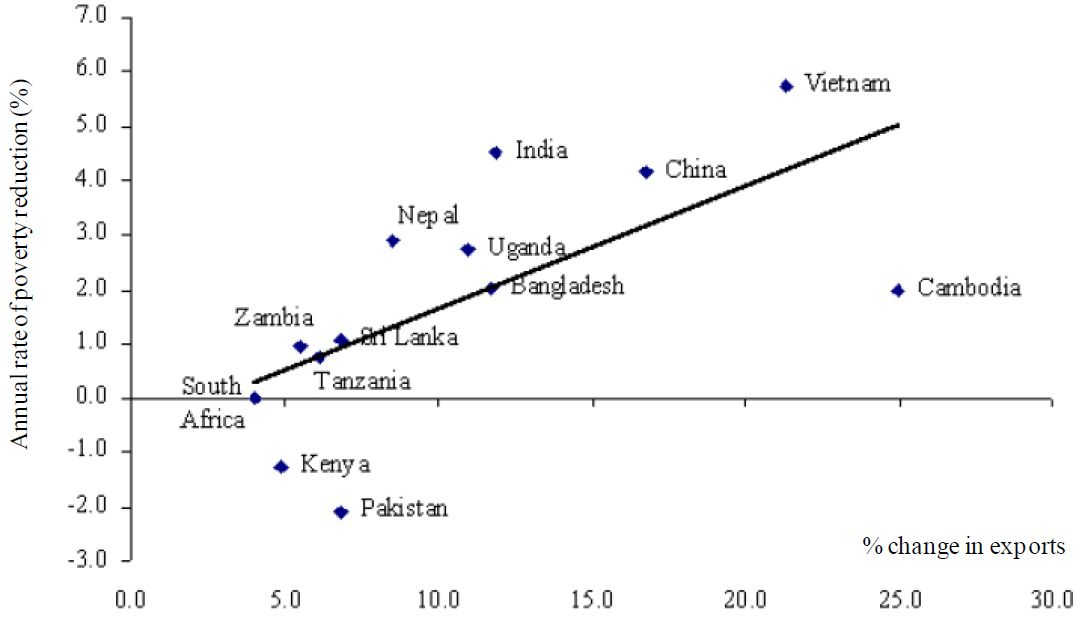 7.0
6.0
5.0
4.0
3.0
2.0
1.0
0.0
-1.0
-2.0
-3.0
Annual rate of poverty reduction (%)
Vietnam
India
China
Nepal
Uganda
Bangladesh
Cambodia
Zambia
Sri Lanka
Tanzania
South
Africa
Kenya
Pakistan
% change in exports
0.0 5.0 10.0 15.0 20.0 25.0 30.0